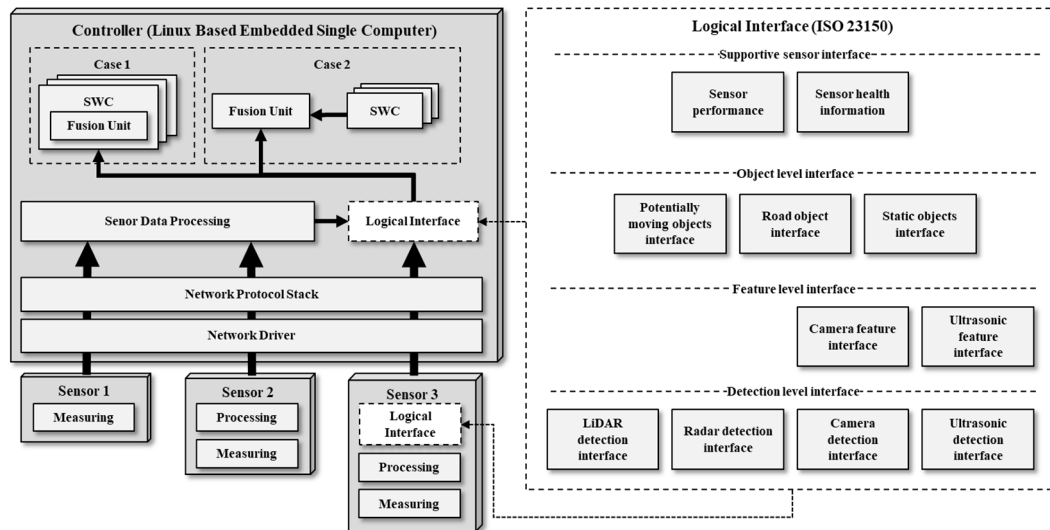 Controller (Linux Based Embedded Single Computer)
Case 1
SWC
Fusion Unit
Case 2
Fusion Unit
SWC
Senor Data Processing
Logical Interface
Network Protocol Stack
Network Driver
Sensor 1
Measuring
Sensor 2
Processing
Measuring
Sensor 3
Logical
Interface
Processing
Measuring
Logical Interface (ISO 23150)
Supportive sensor interface
Sensor
performance
Sensor health
information
Object level interface
Potentially
moving objects
interface
Road object
interface
Static objects
interface
Feature level interface
Camera feature
interface
Ultrasonic
feature
interface
Detection level interface
LiDAR
detection
interface
Radar detection
interface
Camera
detection
interface
Ultrasonic
detection
interface